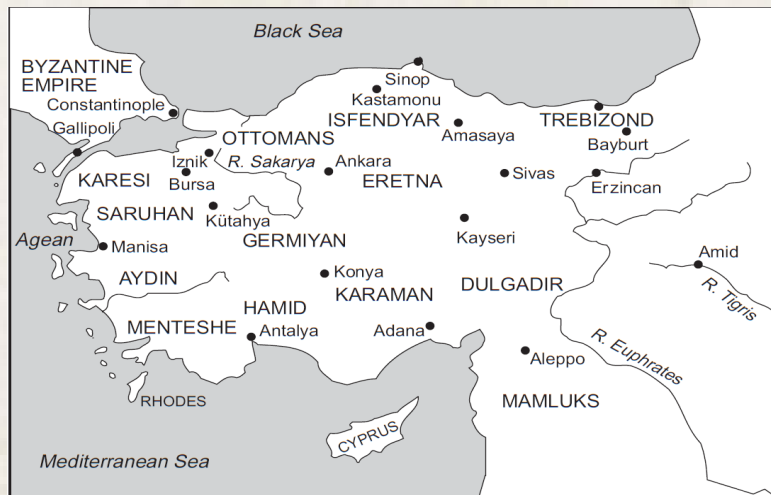 Black Sea
BYZANTINE
EMPIRE
Constantinople
Gallipoli
Sinop
Kastamonu
ISFENDYAR
Amasaya
TREBIZOND
Bayburt
OTTOMANS
Iznik
R. Sakarya
Ankara
KARESI
Bursa
ERETNA
Sivas
Erzincan
SARUHAN
Kütahya
Agean
Manisa
GERMIYAN
Kayseri
Amid
AYDIN
Konya
KARAMAN
DULGADIR
R. Tigris
HAMID
MENTESHE
Antalya
Adana
R. Euphrates
Aleppo
RHODES
MAMLUKS
CYPRUS
Mediterranean Sea